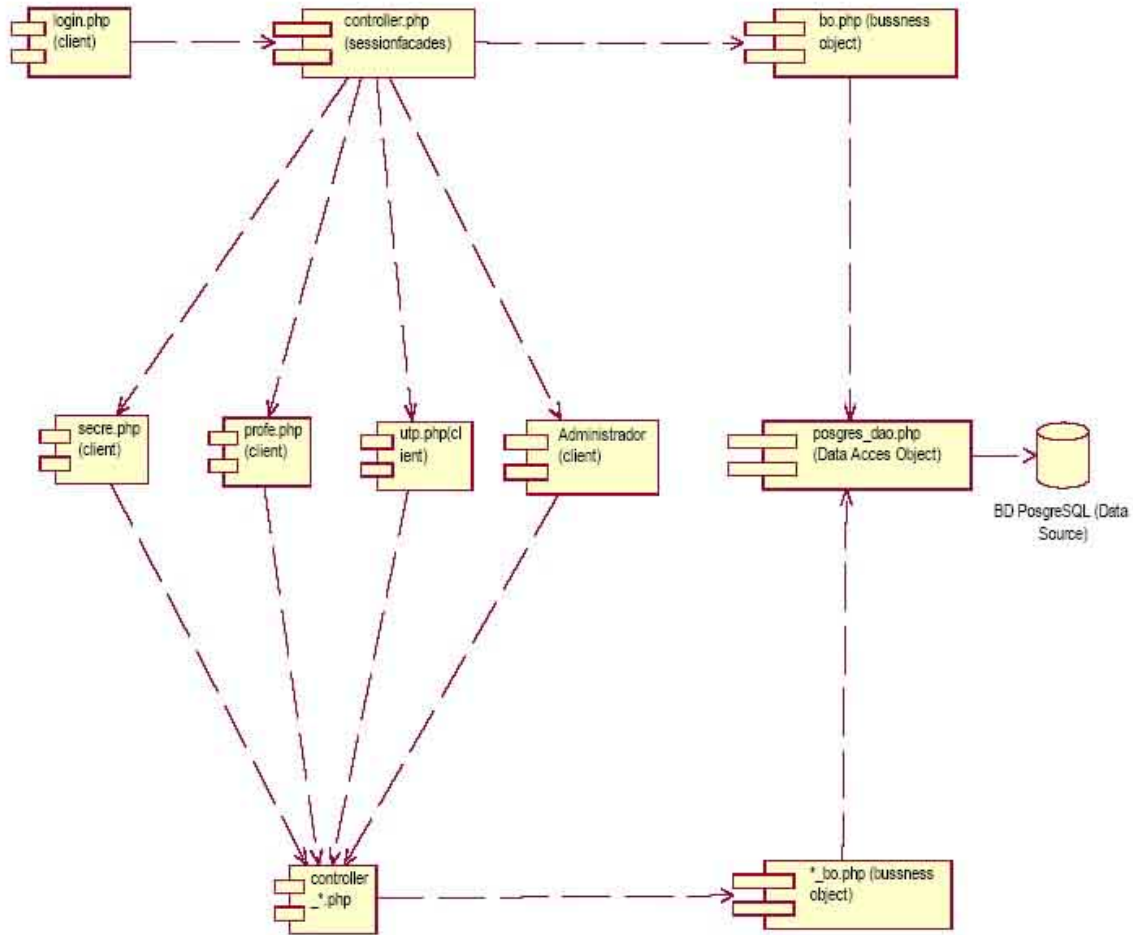 login.php
(client)
controller.php
(sessionfacades)
bo.php (bussness
object)
secre.php
(client)
profe.php
(client)
utp.php(cl
ient)
Administrador
(client)
posgres_dao.php
(Data Acces Object)
BD PosgreSQL (Data
Source)
controller
_*.php
*_bo.php (bussness
object)